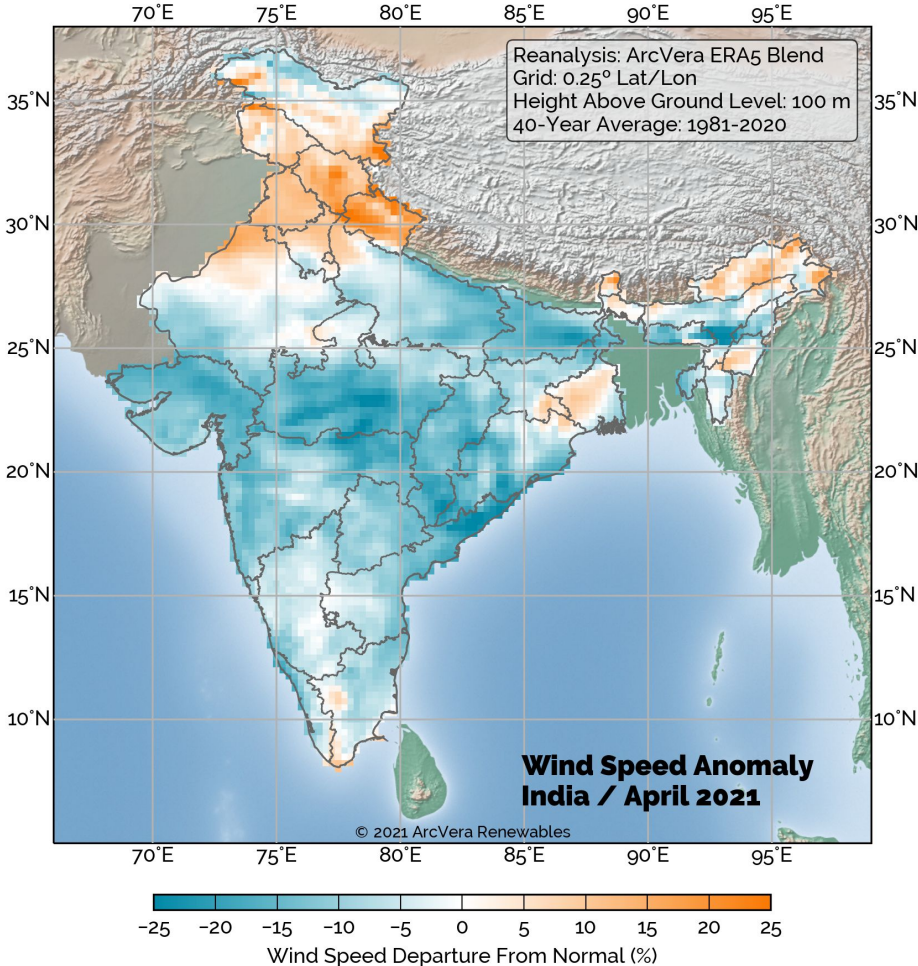 70°E 75°E 80°E 85°E 90°E 95°E
Reanalysis: ArcVera ERA5 Blend
Grid: 0.25º Lat/Lon
Height Above Ground Level: 100 m
40-Year Average: 1981-2020
35°N 35°N
30°N 30°N
25°N 25°N
20°N 20°N
15°N 15°N
10°N 10°N
Wind Speed Anomaly
India / April 2021
© 2021 ArcVera Renewables
70°E 75°E 80°E 85°E 90°E 95°E
−25 −20 −15 −10 −5 0 5 10 15 20 25
Wind Speed Departure From Normal (%)